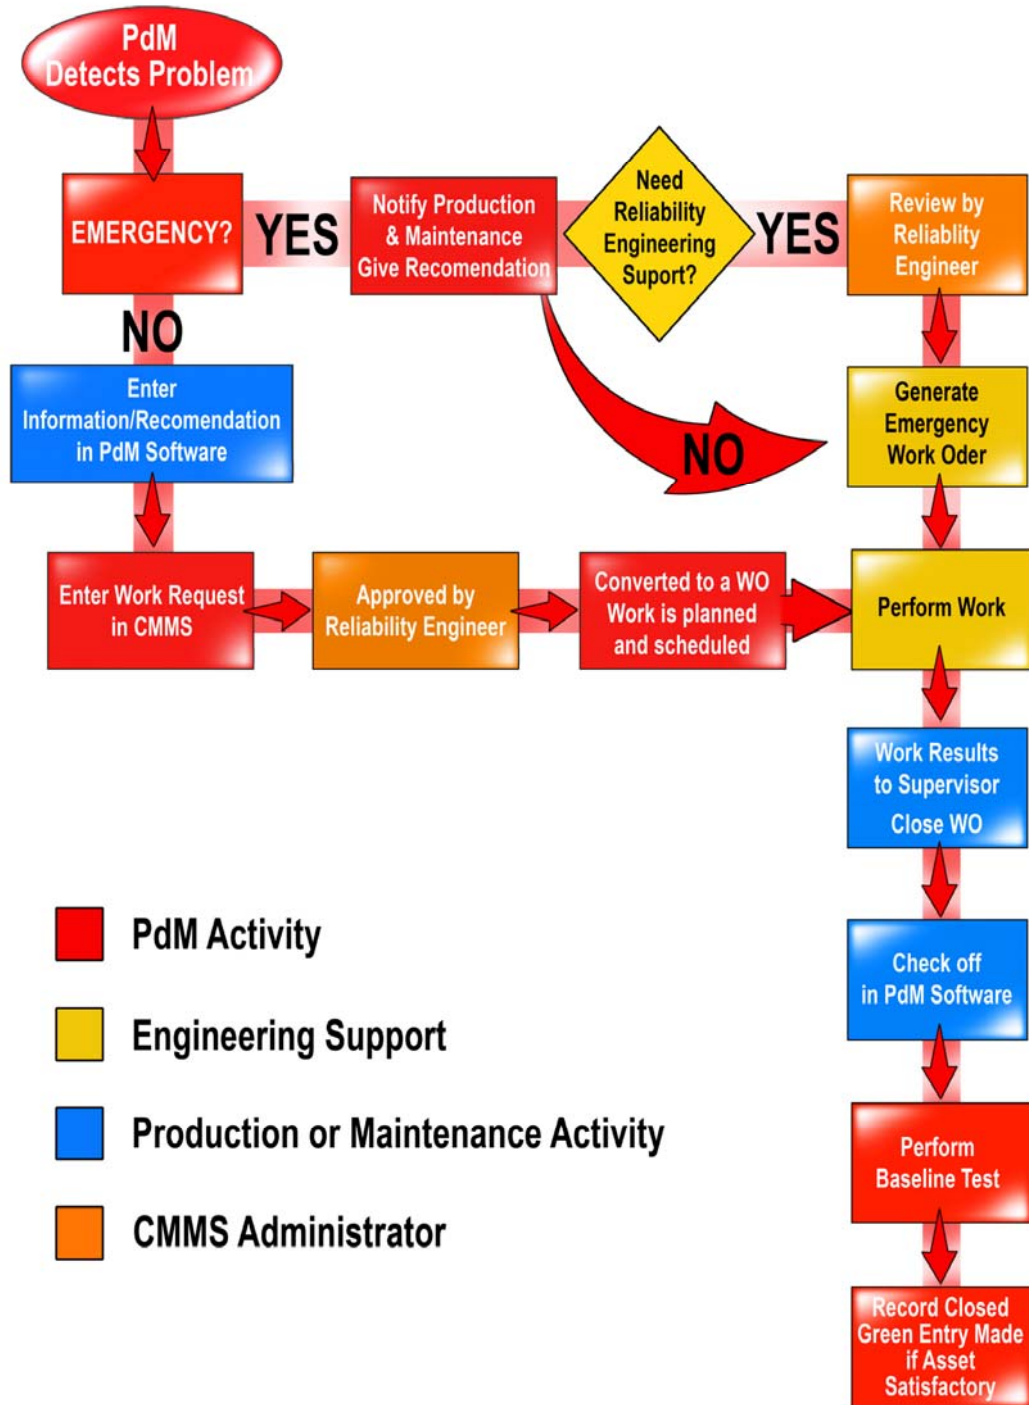 PdM
Detects Problem
EMERGENCY?
YES
Notify Production
& Maintenance
Give Recomendation
Need
Reliability
Engineering
Suport?
YES
Review by
Reliablity
Engineer
NO
Enter
Information/Recomendation
in PdM Software
NO
Generate
Emergency
Work Oder
Enter Work Request
in CMMS
Approved by
Reliability Engineer
Converted to a WO
Work is planned
and scheduled
Perform Work
Work Results
to Supervisor
Close WO
Check off
in PdM Software
Perform
Baseline Test
Record Closed
Green Entry Made
if Asset
Satisfactory
PdM Activity
Engineering Support
Production or Maintenance Activity
CMMS Administrator